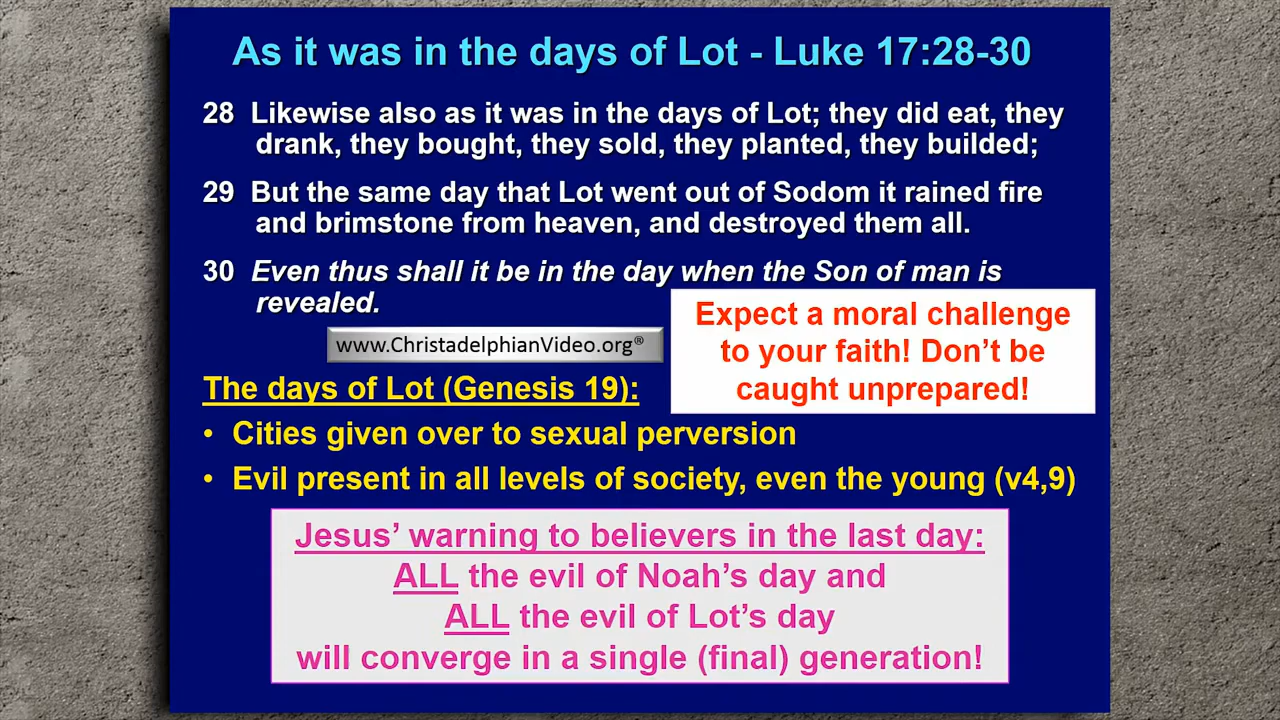 As it was in the days of Lot - Luke 17:28-30
28 Likewise also as it was in the days of Lot; they did eat, they
drank, they bought, they sold, they planted, they builded;
29 But the same day that Lot went out of Sodom it rained fire
and brimstone from heaven, and destroyed them all.
30 Even thus shall it be in the day when the Son of man is
revealed.
Expect a moral challenge
to your faith! Don’t be
caught unprepared!
www.ChristadelphianVideo.org®
The days of Lot (Genesis 19):
• Cities given over to sexual perversion
• Evil present in all levels of society, even the young (v4,9)
Jesus’ warning to believers in the last day:
ALL the evil of Noah’s day and
ALL the evil of Lot’s day
will converge in a single (final) generation!